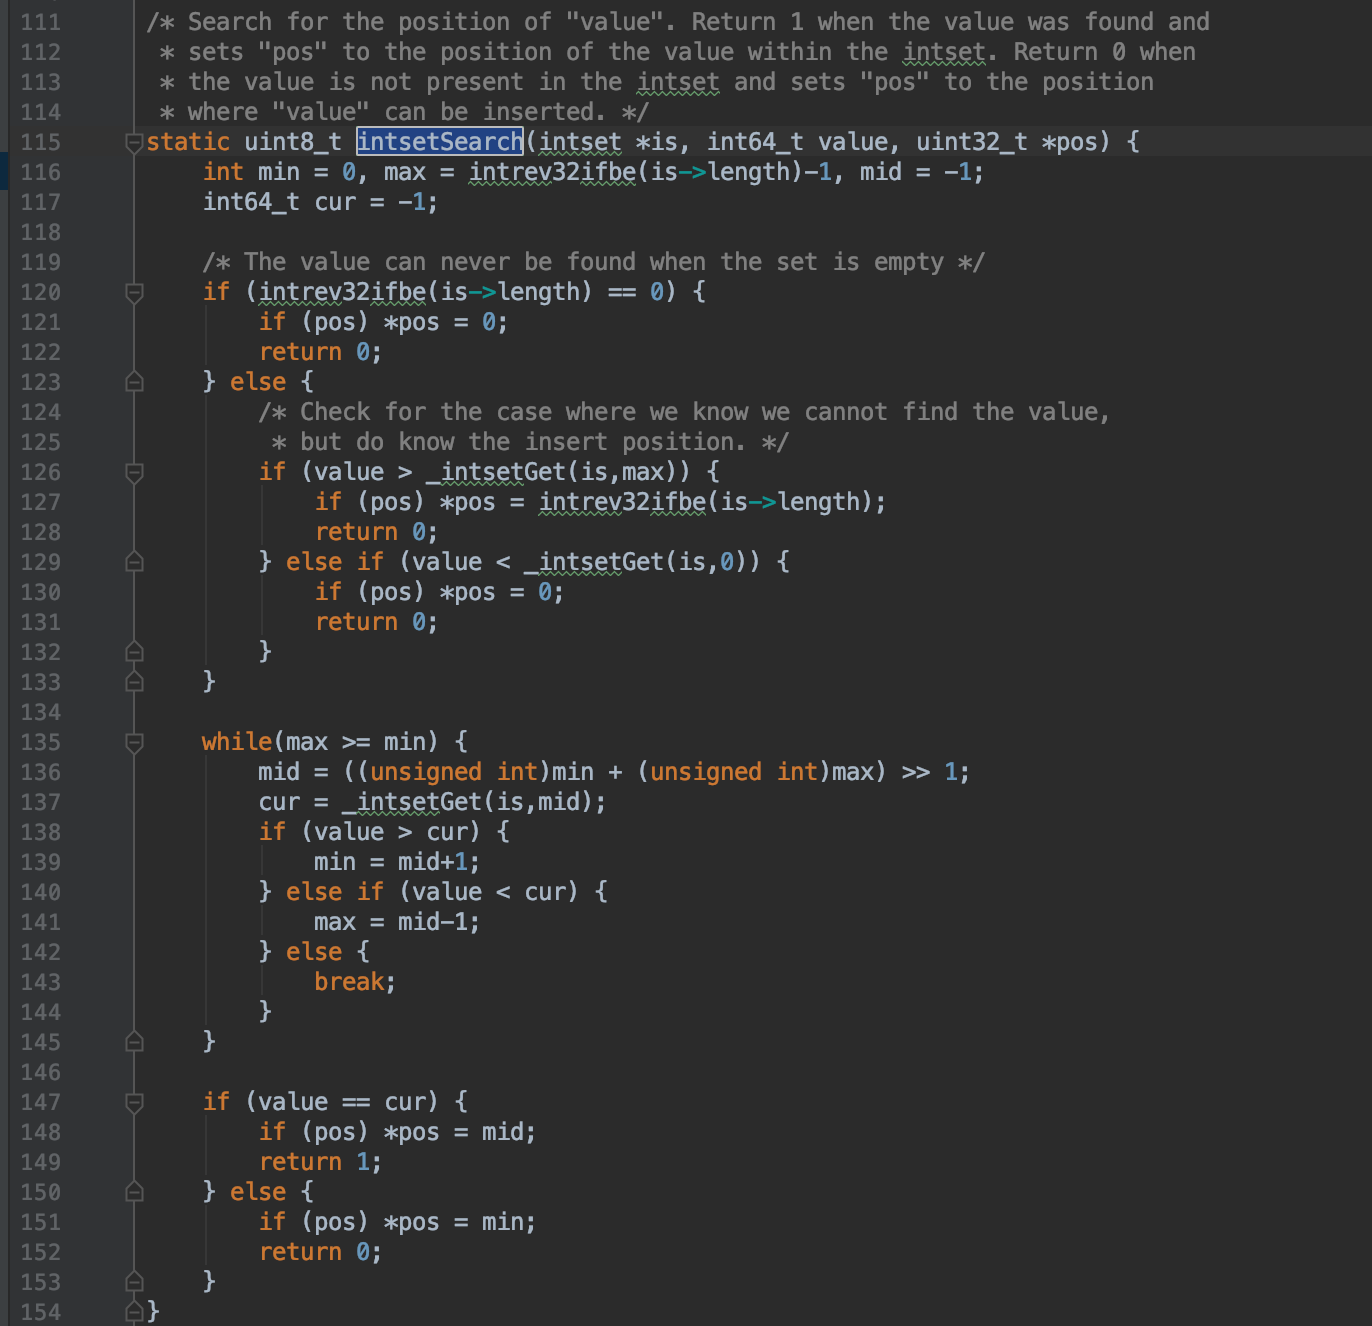 111 /* Search for the position of "value". Return 1 when the value was found and
112  * sets "pos" to the position of the value within the intset. Return 0 when
113  * the value is not present in the intset and sets "pos" to the position
114  * where "value" can be inserted. */
115 static uint8_t intsetSearch(intset *is, int64_t value, uint32_t *pos) {
116     int min = 0, max = intrev32ifbe(is->length)-1, mid = -1;
117     int64_t cur = -1;
118
119     /* The value can never be found when the set is empty */
120     if (intrev32ifbe(is->length) == 0) {
121         if (pos) *pos = 0;
122         return 0;
123     } else {
124         /* Check for the case where we know we cannot find the value,
125          * but do know the insert position. */
126         if (value > _intsetGet(is,max)) {
127             if (pos) *pos = intrev32ifbe(is->length);
128             return 0;
129         } else if (value < _intsetGet(is,0)) {
130             if (pos) *pos = 0;
131             return 0;
132         }
133     }
134
135     while(max >= min) {
136         mid = ((unsigned int)min + (unsigned int)max) >> 1;
137         cur = _intsetGet(is,mid);
138         if (value > cur) {
139             min = mid+1;
140         } else if (value < cur) {
141             max = mid-1;
142         } else {
143             break;
144         }
145     }
146
147     if (value == cur) {
148         if (pos) *pos = mid;
149         return 1;
150     } else {
151         if (pos) *pos = min;
152         return 0;
153     }
154 }